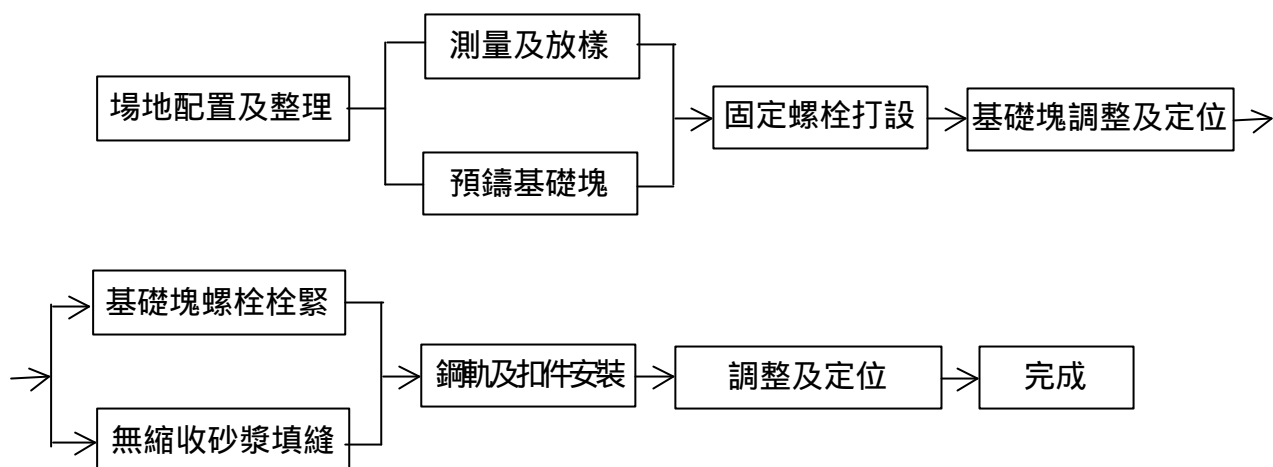 測量及放樣
場地配置及整理
固定螺栓打設
基礎塊調整及定位
預鑄基礎塊
基礎塊螺栓栓緊
鋼軌及扣件安裝
調整及定位
完成
無縮收砂漿填縫